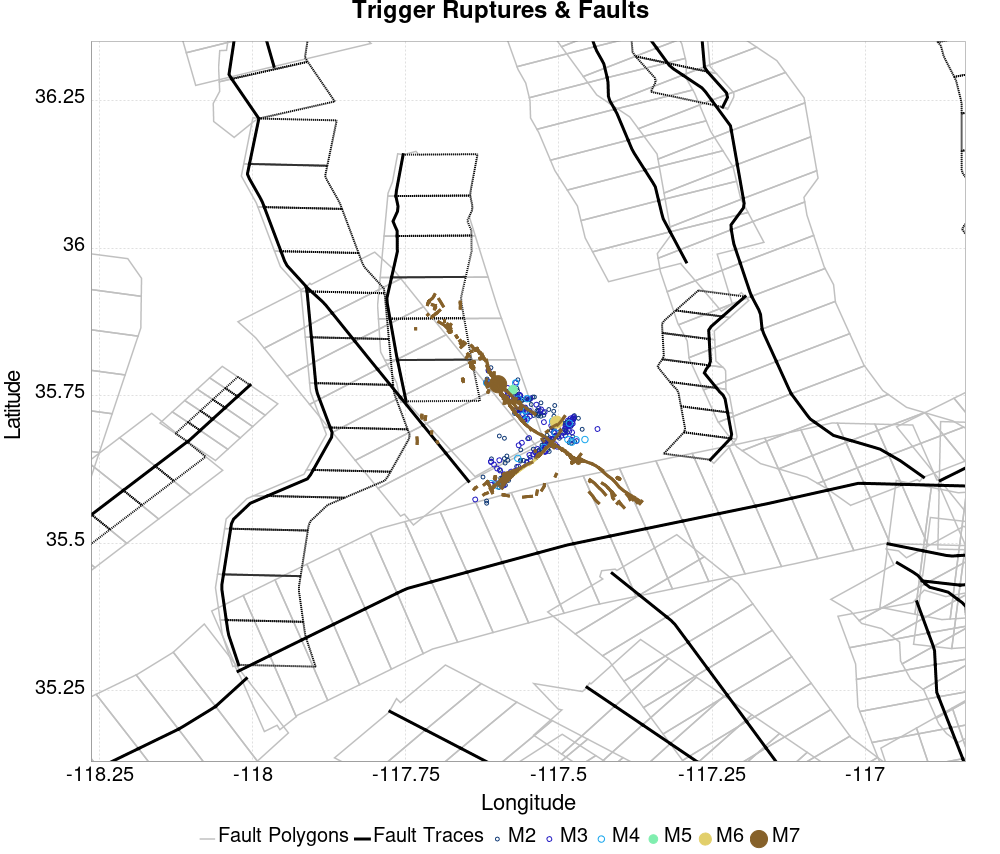 Trigger Ruptures & Faults
36.25
36
35.75
35.5
35.25
Latitude
-118.25 -118 -117.75 -117.5 -117.25 -117
Longitude
Fault Polygons Fault Traces M2 M3 M4 M5 M6 M7